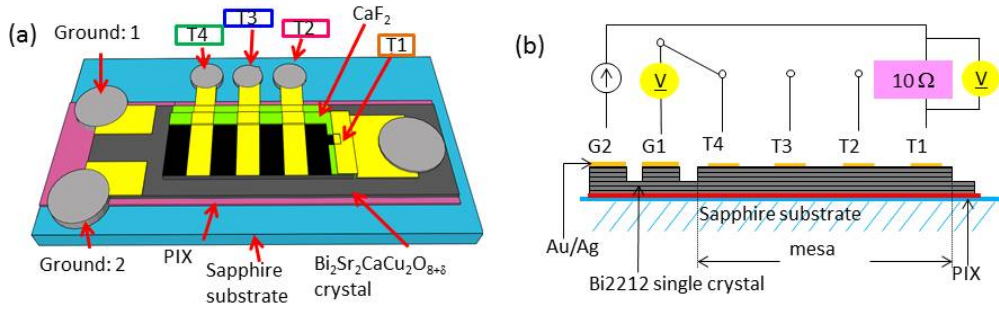 (a)
Ground: 1
T4
T3
T2
CaF2
T1
Ground: 2
PIX
Sapphire
substrate
Bi2Sr2CaCu2O8+δ
crystal
(b)
V
10 Ω
V
G2
G1
T4
T3
T2
T1
Sapphire substrate
Au/Ag
mesa
Bi2212 single crystal
PIX